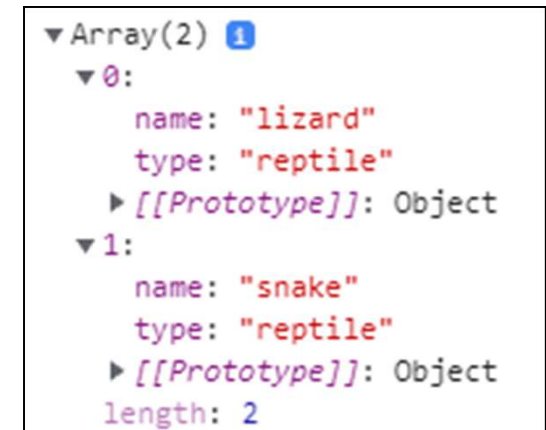 ▼Array(2) i
▼0:
name: "lizard"
type: "reptile"
▶[[Prototype]]: Object
▼1:
name: "snake"
type: "reptile"
▶[[Prototype]]: Object
length: 2